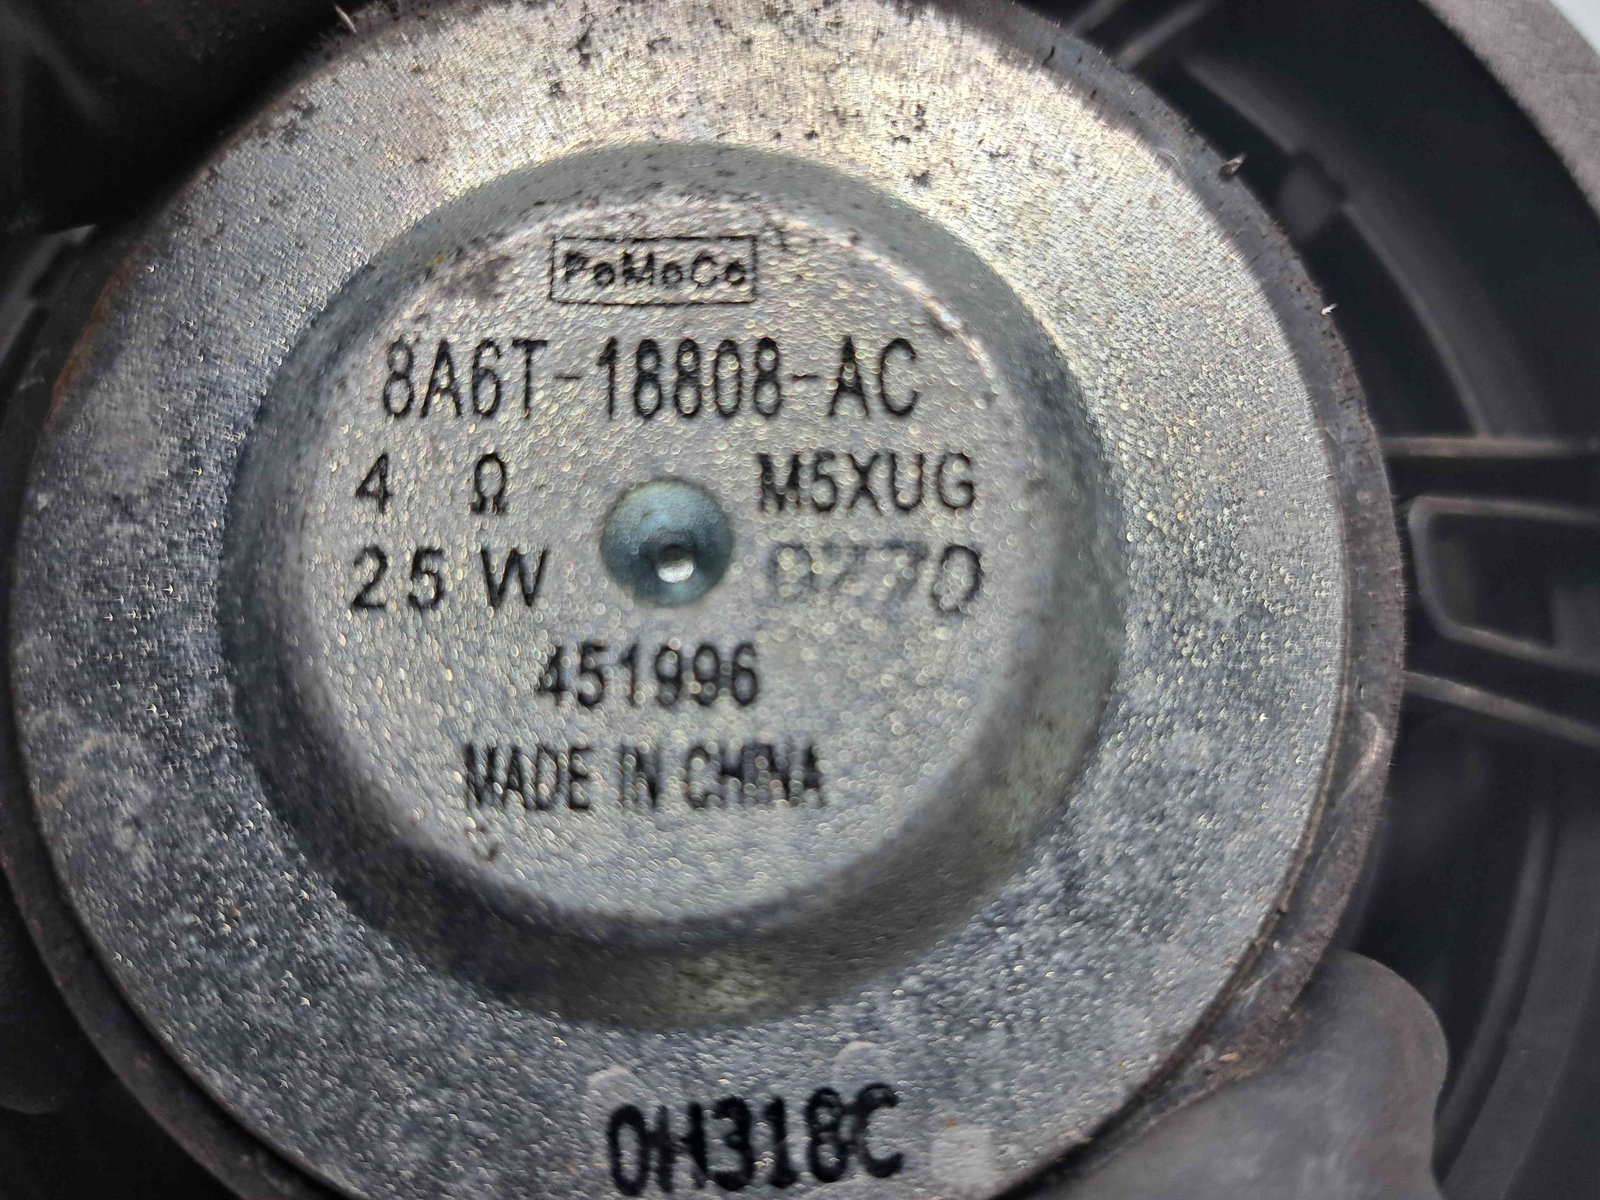 FoMoCo
8A6T-18808-AC
4 Ω M5XUG
25 W
451996
MADE IN CHINA
0H318C